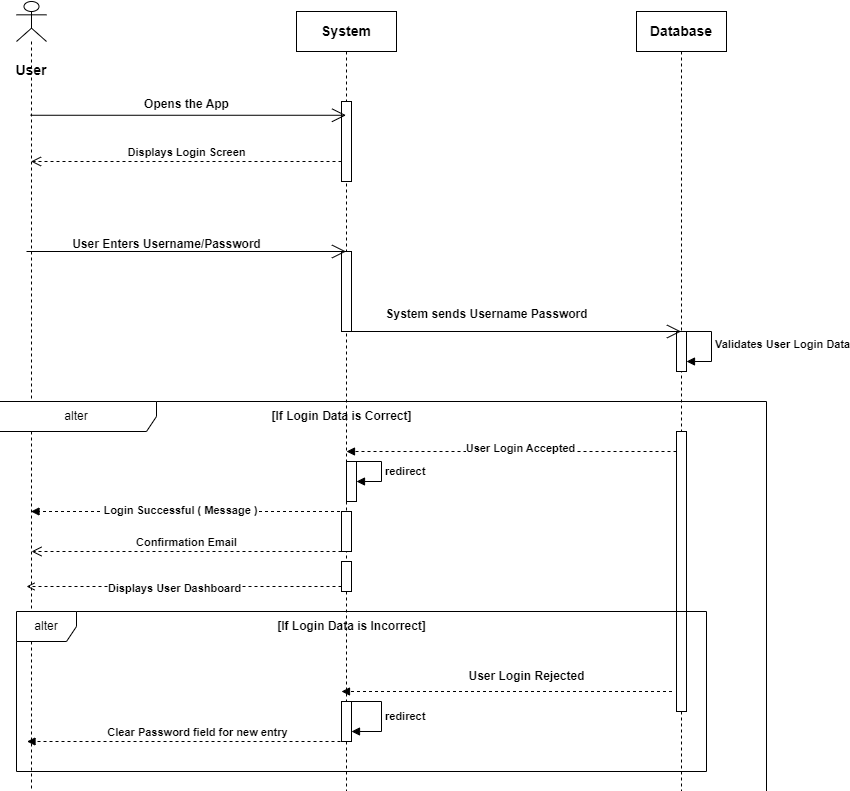 System
Database
User
Opens the App
Displays Login Screen
User Enters Username/Password
System sends Username Password
Validates User Login Data
alter
[If Login Data is Correct]
User Login Accepted
redirect
Login Successful ( Message )
Confirmation Email
Displays User Dashboard
alter
[If Login Data is Incorrect]
User Login Rejected
redirect
Clear Password field for new entry